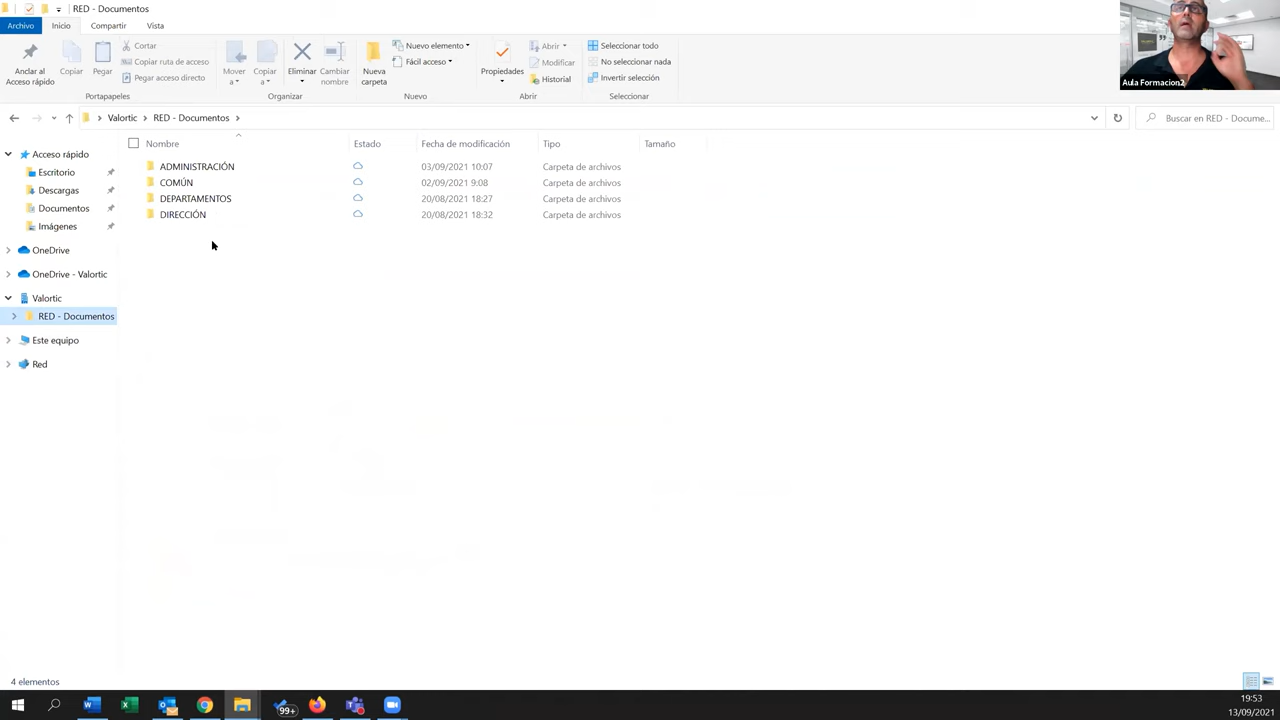 RED - Documentos
Archivo Inicio Compartir Vista
Andar al Acceso rápido
Copiar
Pegar
Cortar
Copiar ruta de acceso
Pegar acceso directo
Portapapeles
Mover a
Copiar a
Eliminar
Cambiar nombre
Organizar
Nueva carpeta
Nuevo elemento
Fácil acceso
Nuevo
Propiedades
Abrir
Modificar
Historial
Abrir
Seleccionar todo
No seleccionar nada
Invertir selección
Seleccionar
Aula Formacion2
Valortic > RED - Documentos >
Buscar en RED - Docume...
Nombre Estado Fecha de modificación Tipo Tamaño
ADMINISTRACIÓN 03/09/2021 10:07 Carpeta de archivos
COMÚN 02/09/2021 9:08 Carpeta de archivos
DEPARTAMENTOS 20/08/2021 18:27 Carpeta de archivos
DIRECCIÓN 20/08/2021 18:32 Carpeta de archivos
Acceso rápido
Escritorio
Descargas
Documentos
Imágenes
OneDrive
OneDrive - Valortic
Valortic
RED - Documentos
Este equipo
Red
4 elementos
99+
19:53
13/09/2021